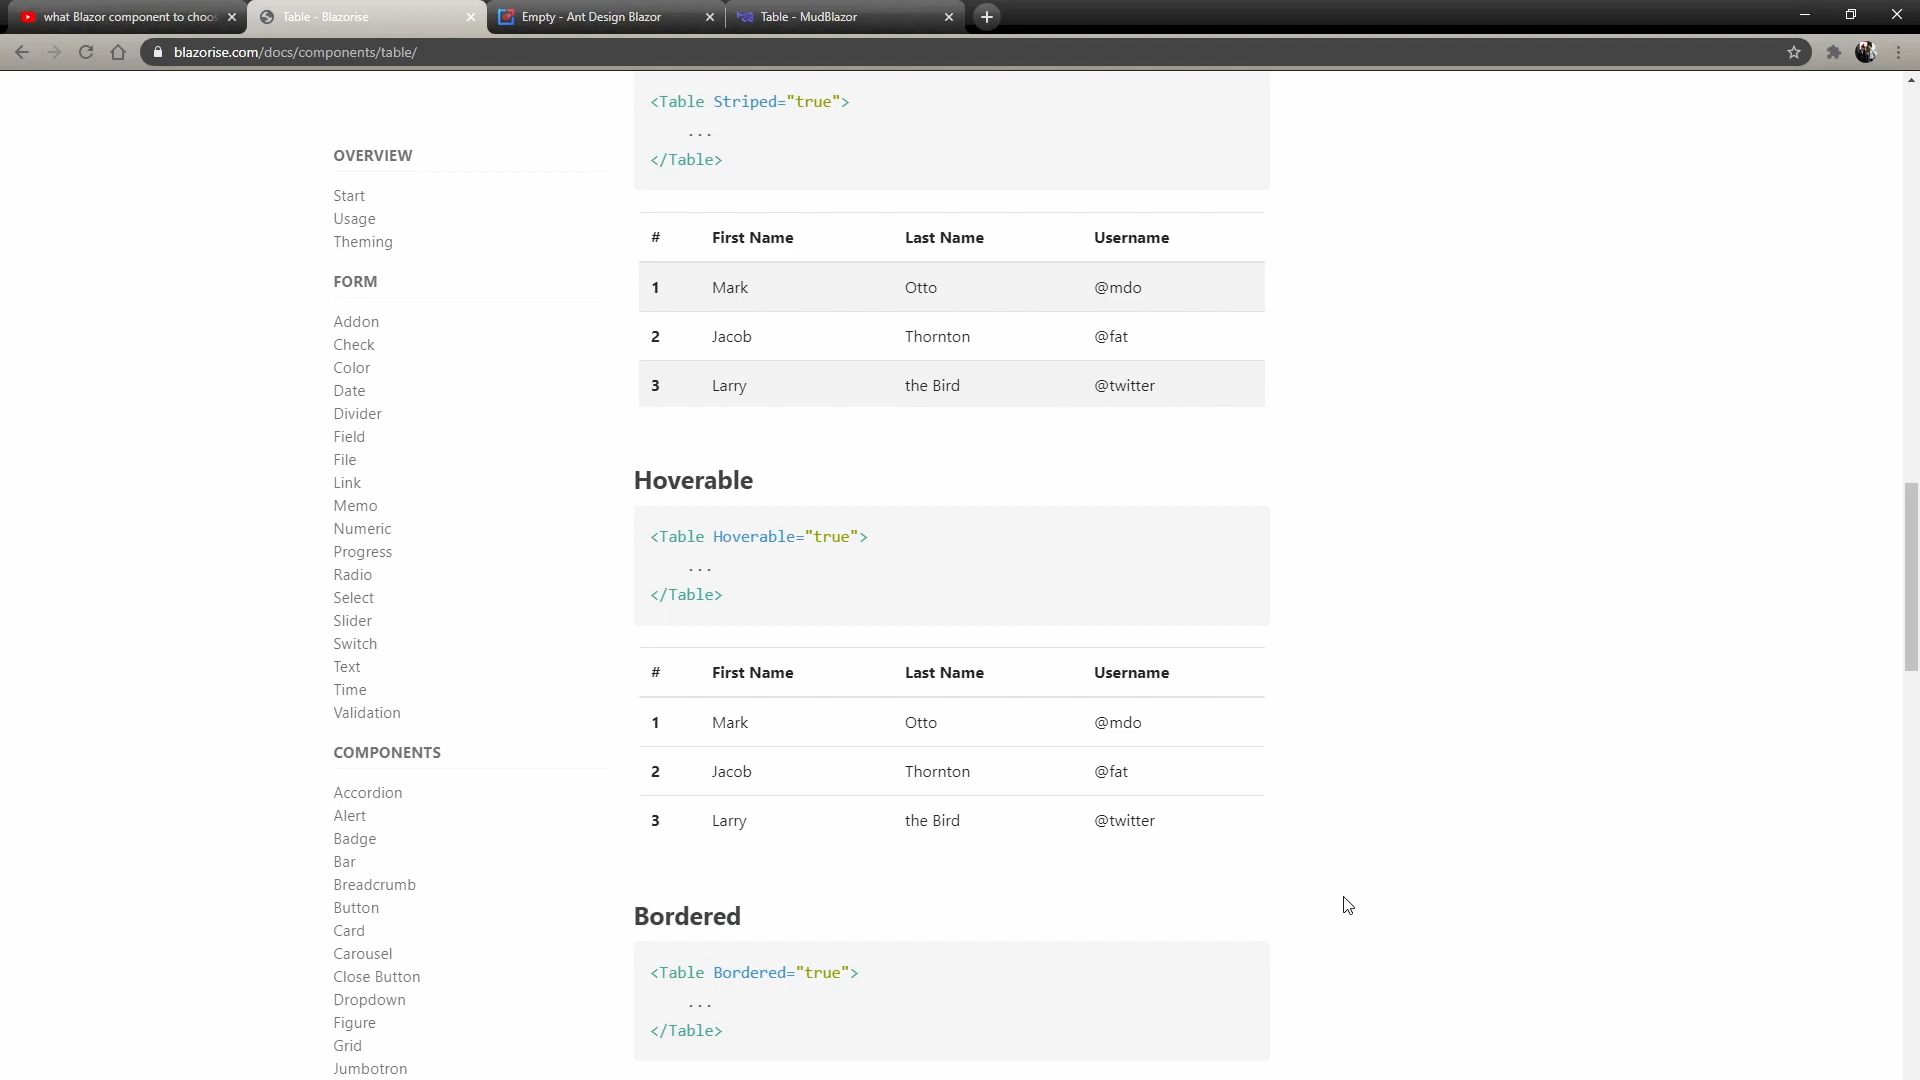 what Blazor component to choos
Table - Blazorise
Empty - Ant Design Blazor
Table - MudBlazor
blazorise.com/docs/components/table/
OVERVIEW
Start
Usage
Theming
FORM
Addon
Check
Color
Date
Divider
Field
File
Link
Memo
Numeric
Progress
Radio
Select
Slider
Switch
Text
Time
Validation
COMPONENTS
Accordion
Alert
Badge
Bar
Breadcrumb
Button
Card
Carousel
Close Button
Dropdown
Figure
Grid
Jumbotron
<Table Striped="true">
...
</Table>
# First Name Last Name Username
1 Mark Otto @mdo
2 Jacob Thornton @fat
3 Larry the Bird @twitter
Hoverable
<Table Hoverable="true">
...
</Table>
# First Name Last Name Username
1 Mark Otto @mdo
2 Jacob Thornton @fat
3 Larry the Bird @twitter
Bordered
<Table Bordered="true">
...
</Table>